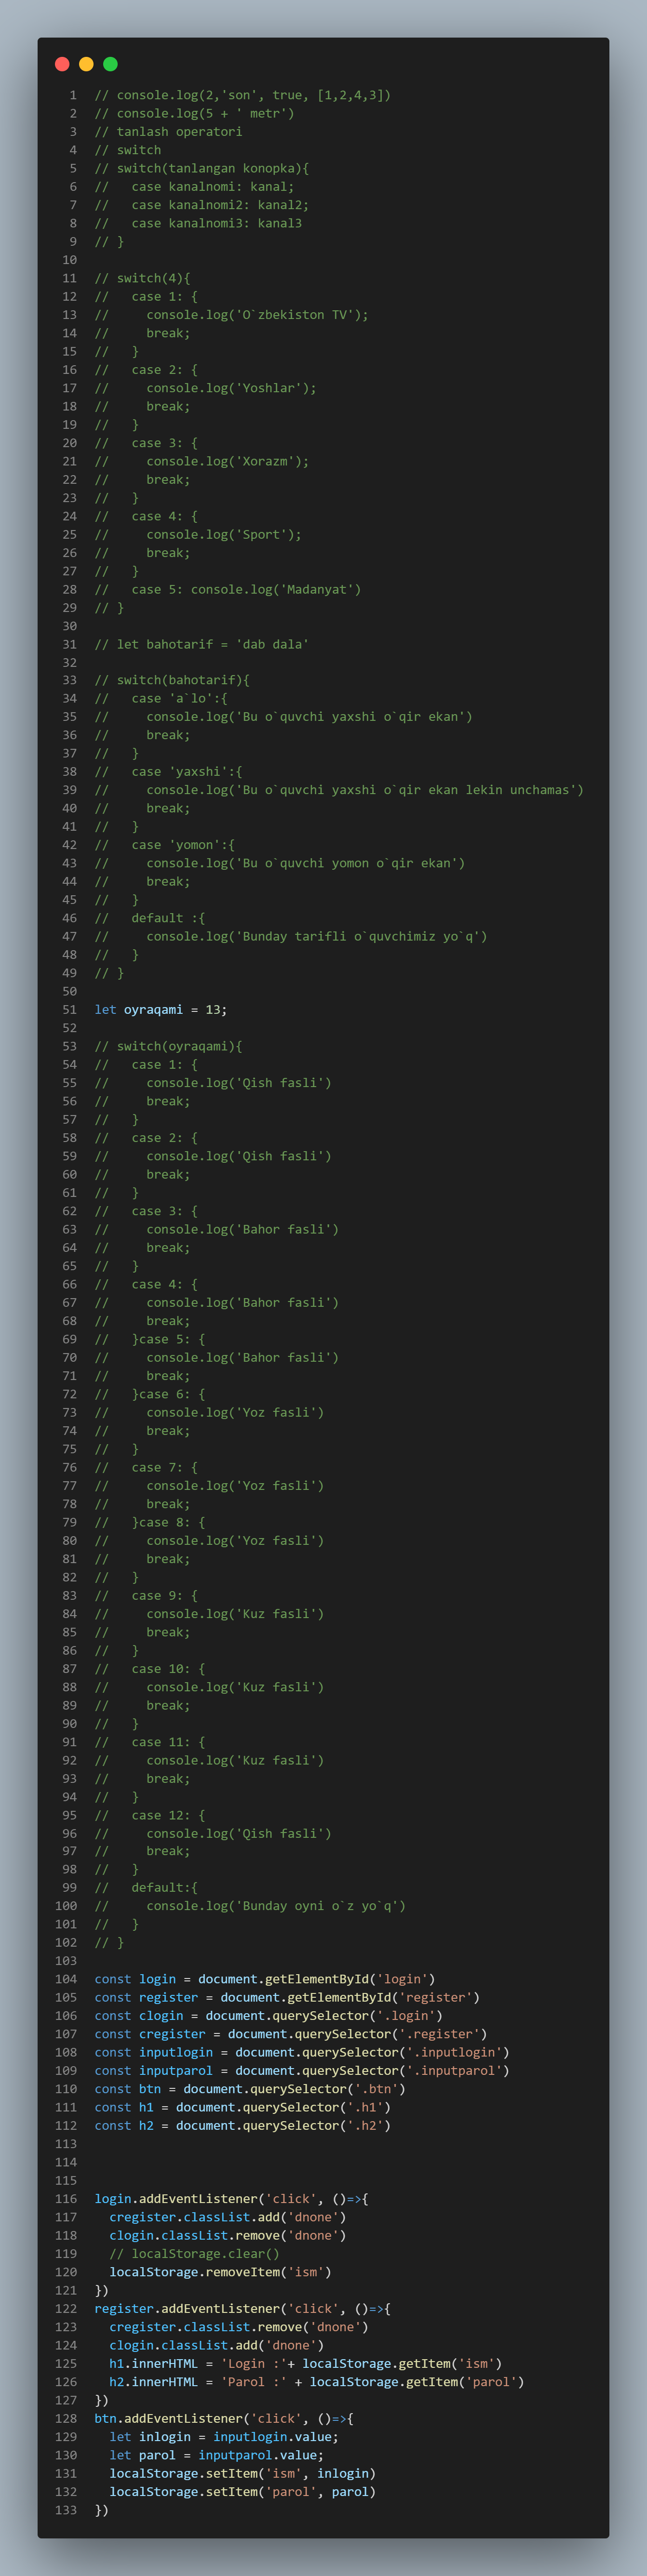 1 // console.log(2,'son', true, [1,2,4,3])
2 // console.log(5 + ' metr')
3 // tanlash operatori
4 // switch
5 // switch(tanlangan konopka){
6 //   case kanalnomi: kanal;
7 //   case kanalnomi2: kanal2;
8 //   case kanalnomi3: kanal3
9 // }
10
11 // switch(4){
12 //   case 1: {
13 //     console.log('O`zbekiston TV');
14 //     break;
15 //   }
16 //   case 2: {
17 //     console.log('Yoshlar');
18 //     break;
19 //   }
20 //   case 3: {
21 //     console.log('Xorazm');
22 //     break;
23 //   }
24 //   case 4: {
25 //     console.log('Sport');
26 //     break;
27 //   }
28 //   case 5: console.log('Madanyat')
29 // }
30
31 // let bahotarif = 'dab dala'
32
33 // switch(bahotarif){
34 //   case 'a`lo':{
35 //     console.log('Bu o`quvchi yaxshi o`qir ekan')
36 //     break;
37 //   }
38 //   case 'yaxshi':{
39 //     console.log('Bu o`quvchi yaxshi o`qir ekan lekin unchamas')
40 //     break;
41 //   }
42 //   case 'yomon':{
43 //     console.log('Bu o`quvchi yomon o`qir ekan')
44 //     break;
45 //   }
46 //   default :{
47 //     console.log('Bunday tarifli o`quvchimiz yo`q')
48 //   }
49 // }
50
51 let oyraqami = 13;
52
53 // switch(oyraqami){
54 //   case 1: {
55 //     console.log('Qish fasli')
56 //     break;
57 //   }
58 //   case 2: {
59 //     console.log('Qish fasli')
60 //     break;
61 //   }
62 //   case 3: {
63 //     console.log('Bahor fasli')
64 //     break;
65 //   }
66 //   case 4: {
67 //     console.log('Bahor fasli')
68 //     break;
69 //   }case 5: {
70 //     console.log('Bahor fasli')
71 //     break;
72 //   }case 6: {
73 //     console.log('Yoz fasli')
74 //     break;
75 //   }
76 //   case 7: {
77 //     console.log('Yoz fasli')
78 //     break;
79 //   }case 8: {
80 //     console.log('Yoz fasli')
81 //     break;
82 //   }
83 //   case 9: {
84 //     console.log('Kuz fasli')
85 //     break;
86 //   }
87 //   case 10: {
88 //     console.log('Kuz fasli')
89 //     break;
90 //   }
91 //   case 11: {
92 //     console.log('Kuz fasli')
93 //     break;
94 //   }
95 //   case 12: {
96 //     console.log('Qish fasli')
97 //     break;
98 //   }
99 //   default:{
100 //     console.log('Bunday oyni o`z yo`q')
101 //   }
102 // }
103
104 const login = document.getElementById('login')
105 const register = document.getElementById('register')
106 const clogin = document.querySelector('.login')
107 const cregister = document.querySelector('.register')
108 const inputlogin = document.querySelector('.inputlogin')
109 const inputparol = document.querySelector('.inputparol')
110 const btn = document.querySelector('.btn')
111 const h1 = document.querySelector('.h1')
112 const h2 = document.querySelector('.h2')
113
114
115
116 login.addEventListener('click', ()=>{
117   cregister.classList.add('dnone')
118   clogin.classList.remove('dnone')
119   // localStorage.clear()
120   localStorage.removeItem('ism')
121 })
122 register.addEventListener('click', ()=>{
123   cregister.classList.remove('dnone')
124   clogin.classList.add('dnone')
125   h1.innerHTML = 'Login :'+ localStorage.getItem('ism')
126   h2.innerHTML = 'Parol :' + localStorage.getItem('parol')
127 })
128 btn.addEventListener('click', ()=>{
129   let inlogin = inputlogin.value;
130   let parol = inputparol.value;
131   localStorage.setItem('ism', inlogin)
132   localStorage.setItem('parol', parol)
133 })